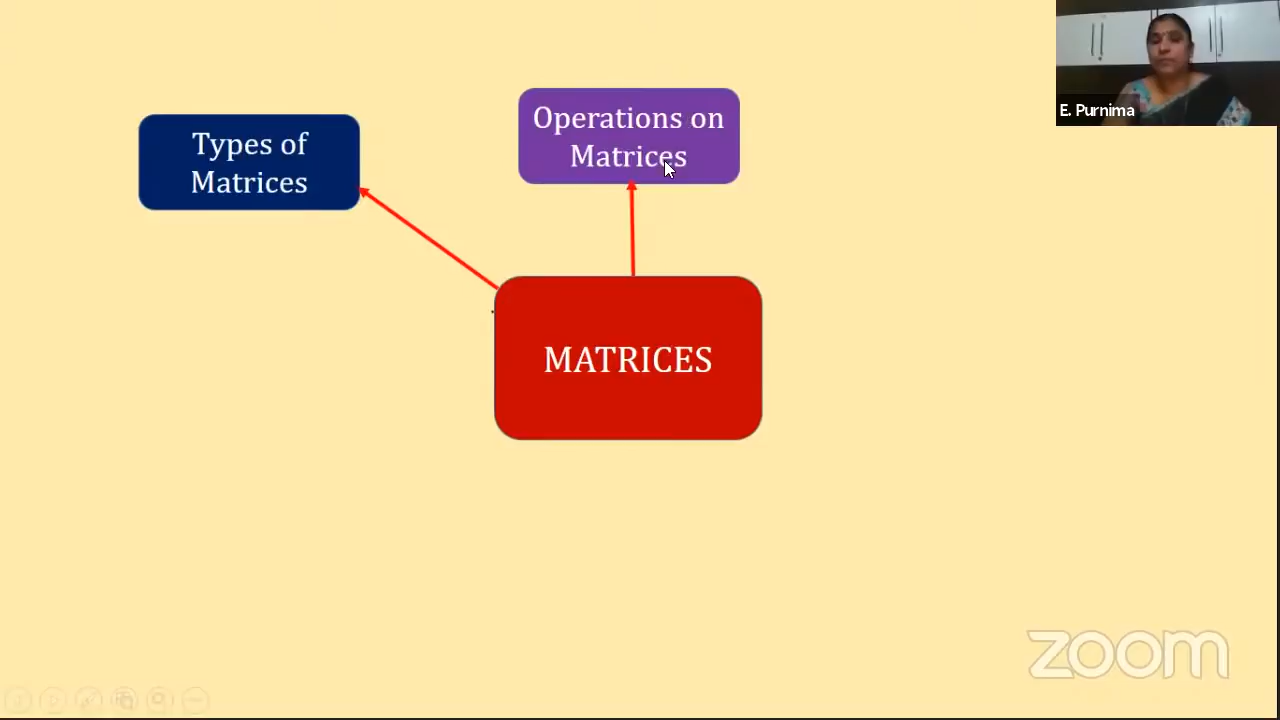 Types of
Matrices
Operations on
Matrices
MATRICES
E. Purnima
zoom